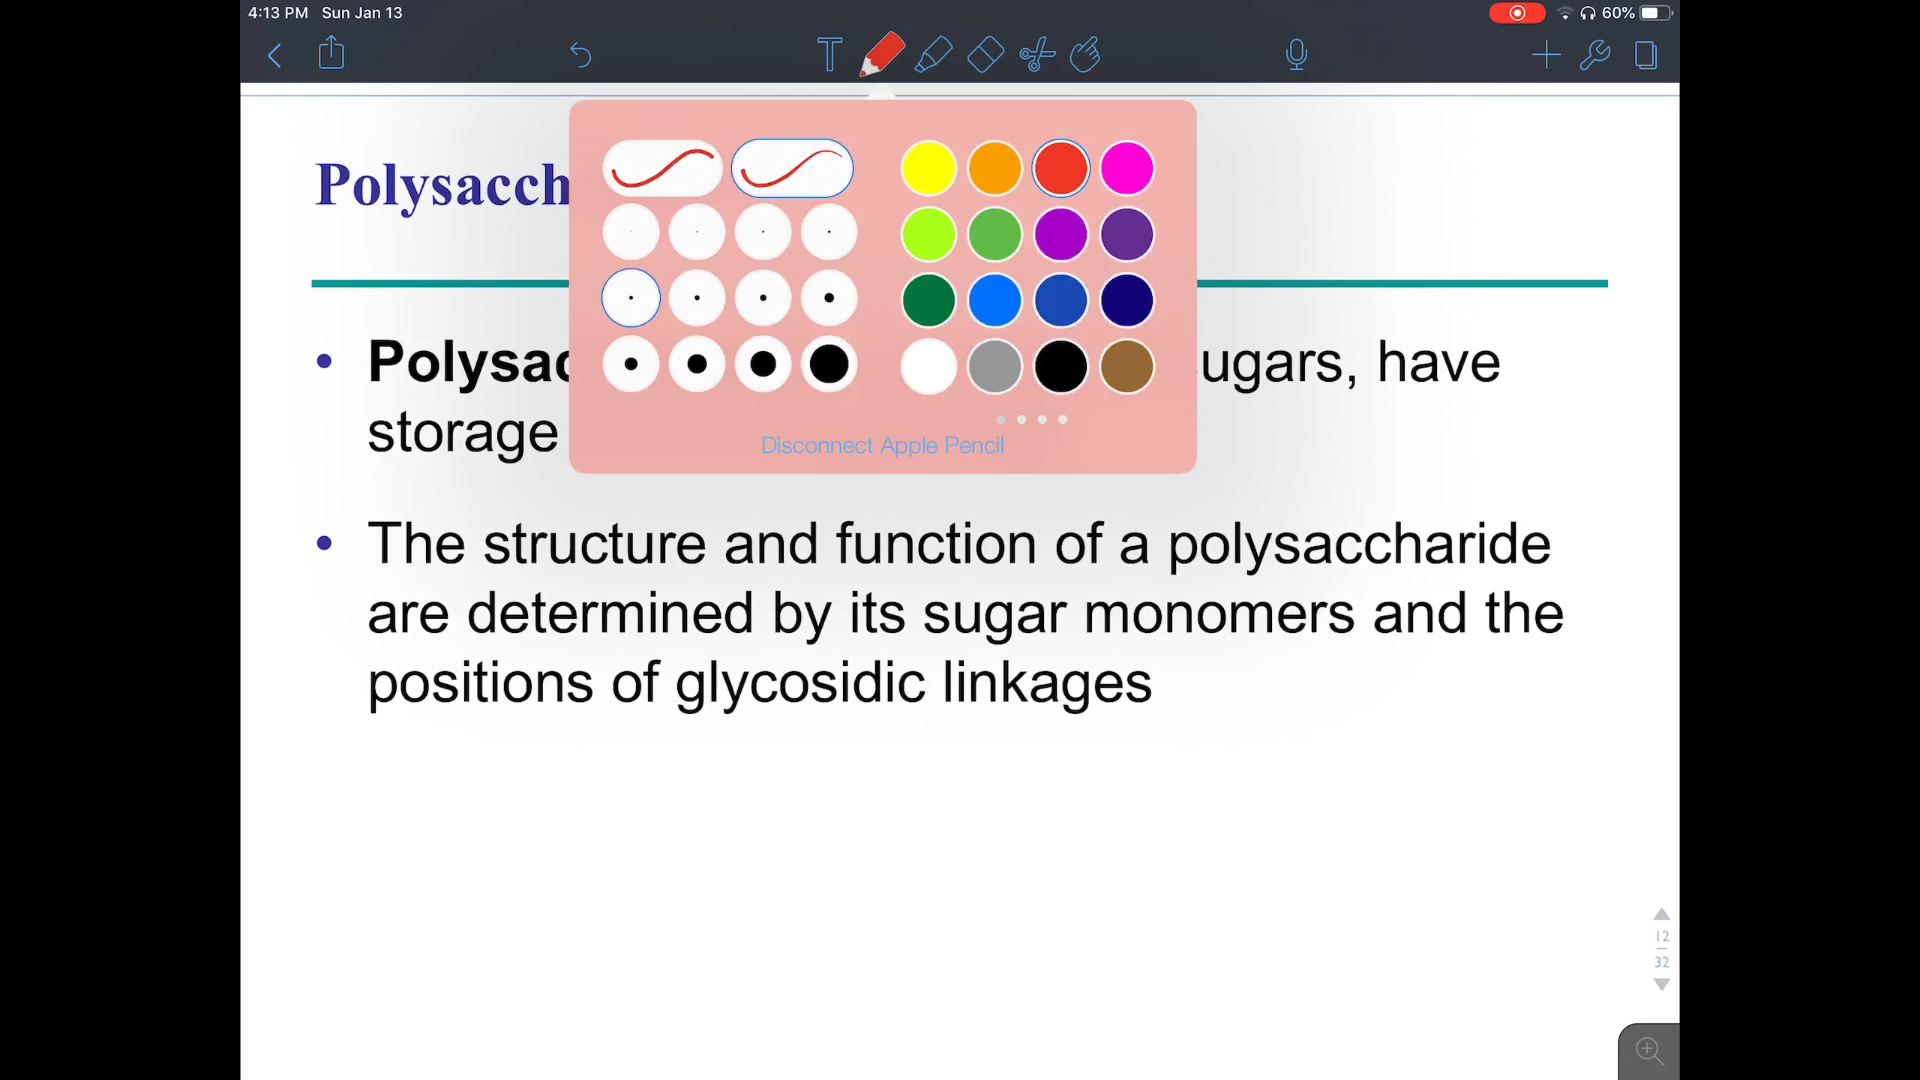 4:13 PM Sun Jan 13
60%
Polysacch
Polysac ugars, have
storage
Disconnect Apple Pencil
• The structure and function of a polysaccharide
are determined by its sugar monomers and the
positions of glycosidic linkages
12
32